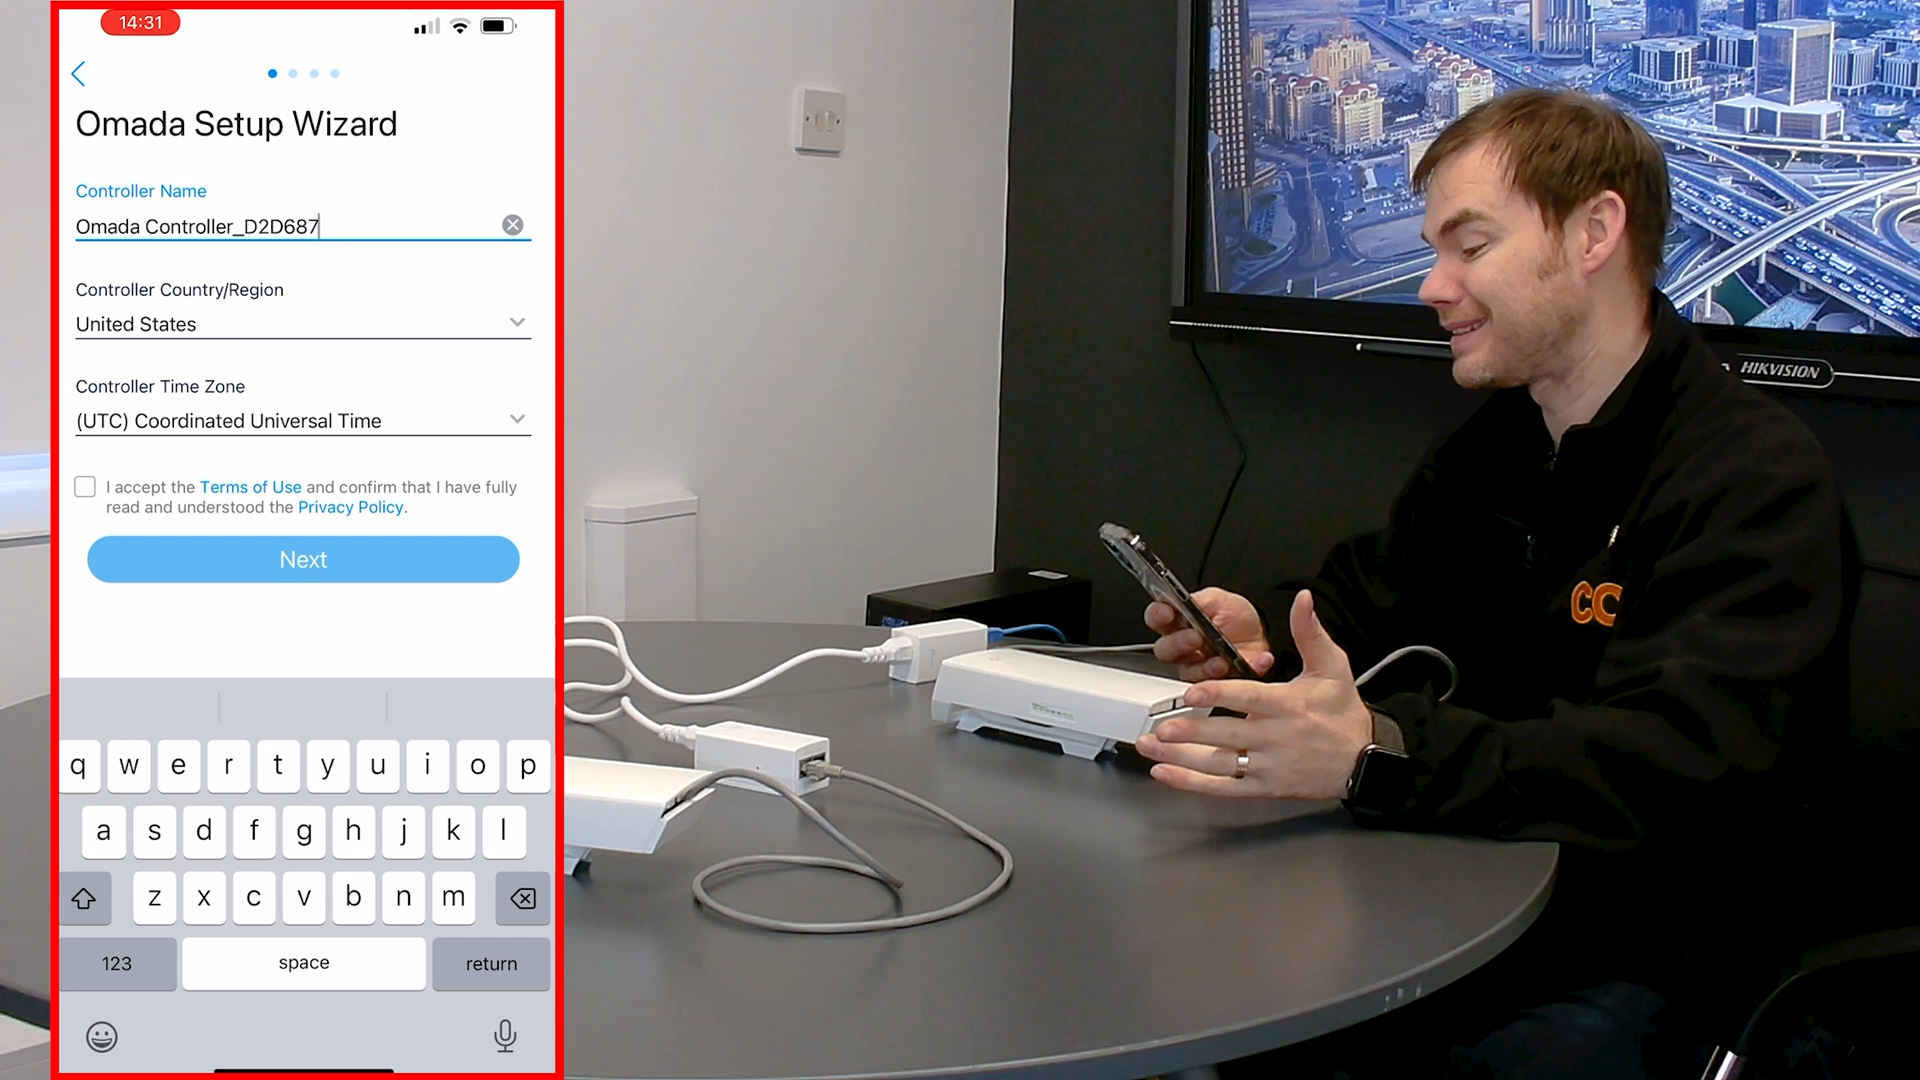 14:31
Omada Setup Wizard
Controller Name
Omada Controller_D2D687
Controller Country/Region
United States
Controller Time Zone
(UTC) Coordinated Universal Time
I accept the Terms of Use and confirm that I have fully
read and understood the Privacy Policy.
Next
q w e r t y u i o p
a s d f g h j k l
z x c v b n m
123 space return
HIKVISION
CC